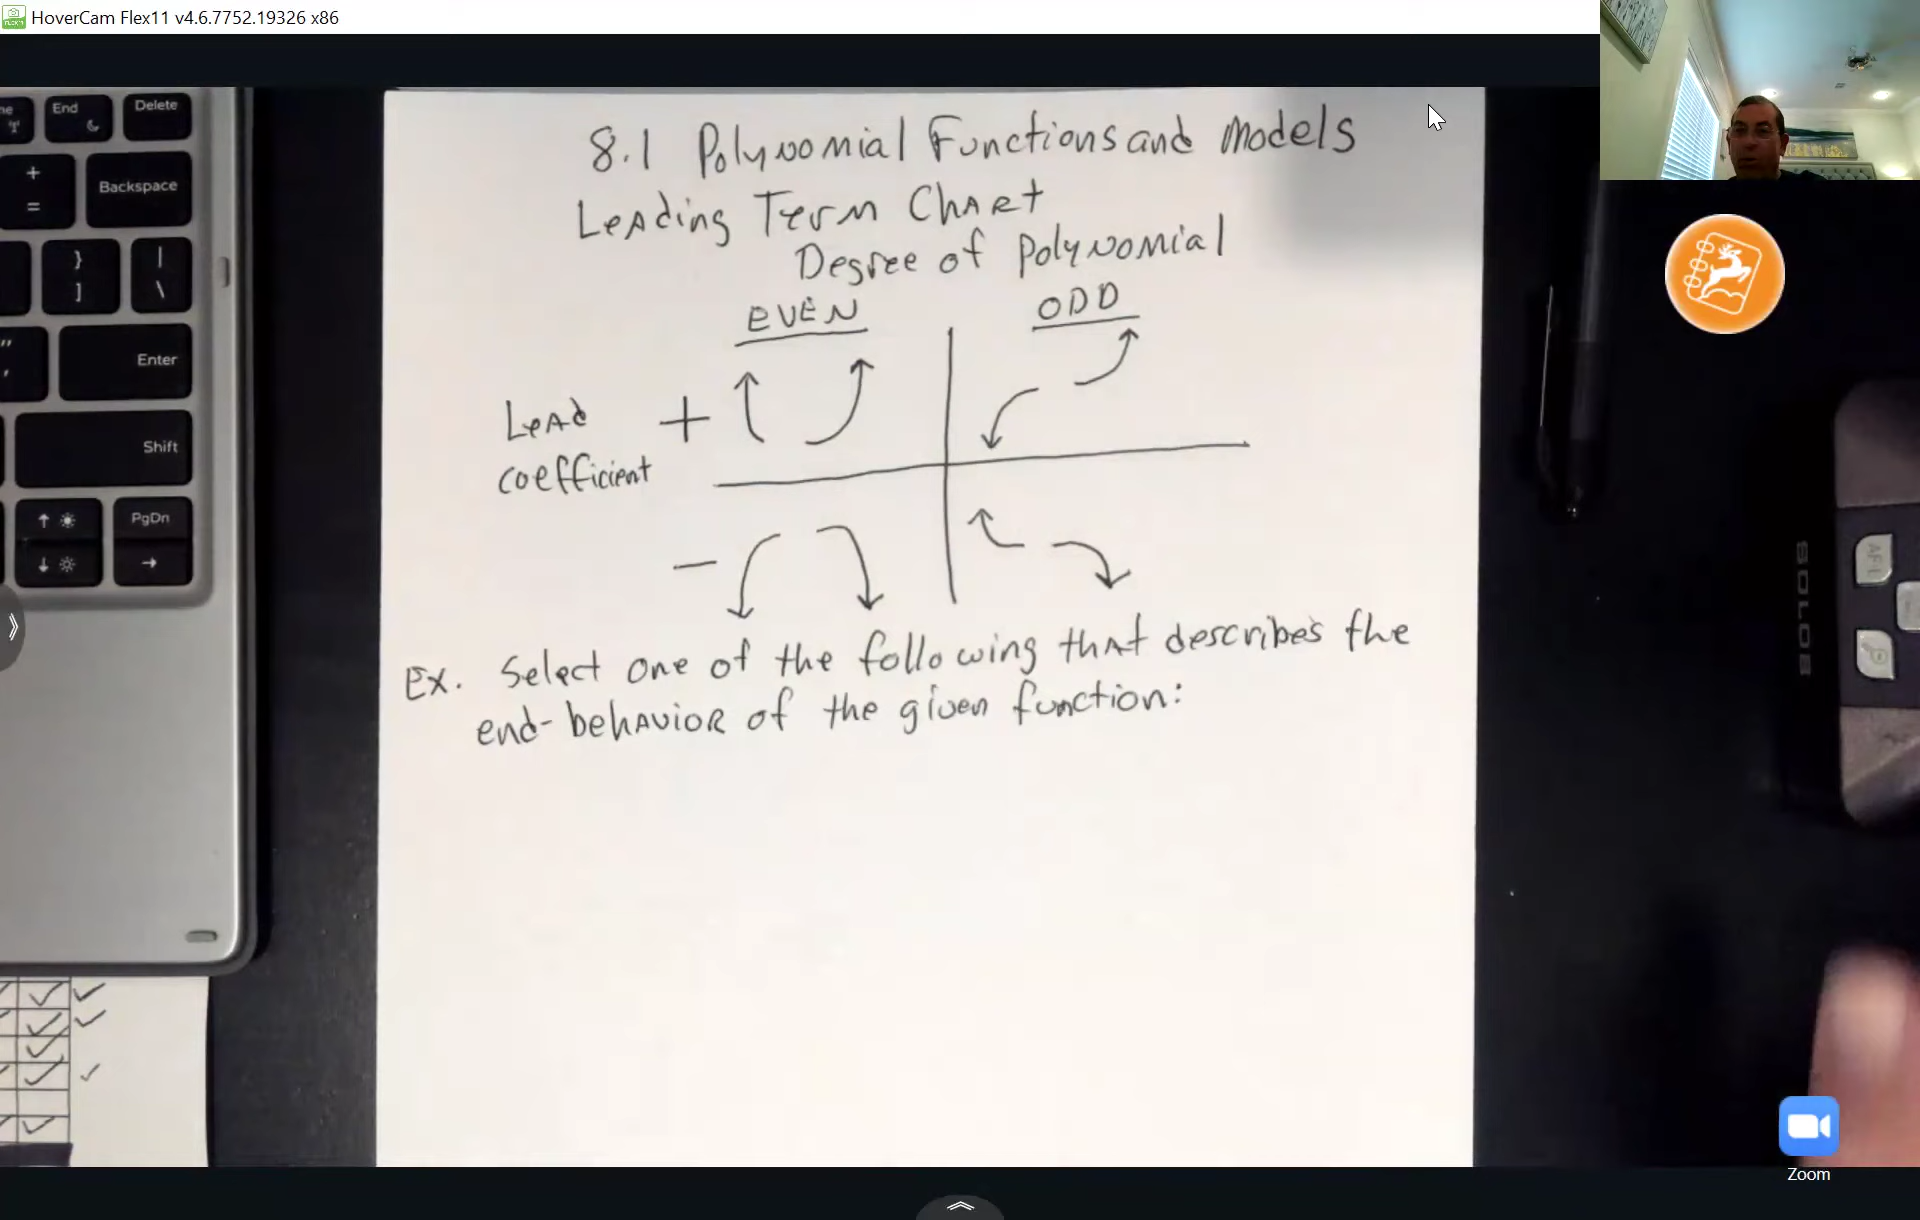 HoverCam Flex11 v4.6.7752.19326 x86
8.1 Polynomial Functions and Models
Leading Term Chart
Degree of Polynomial
EVEN ODD
Lead +
coefficient
−
Ex. Select one of the following that describes the
end-behavior of the given function:
End
Delete
+
=
Backspace
}
]
|
\
"
,
Enter
Shift
PgDn
SOLO8
Zoom